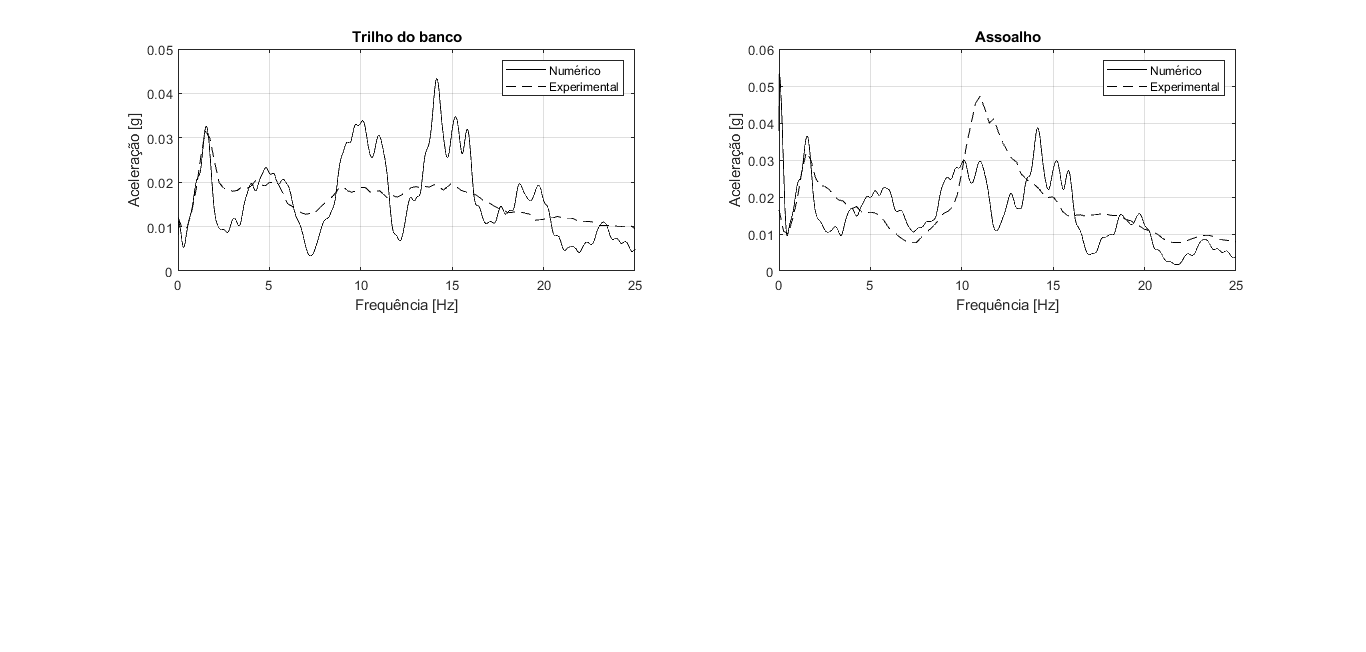 Trilho do banco
0.05
0.04
0.03
0.02
0.01
0
Aceleração [g]
Numérico
Experimental
0 5 10 15 20 25
Frequência [Hz]
Assoalho
0.06
0.05
0.04
0.03
0.02
0.01
0
Aceleração [g]
Numérico
Experimental
0 5 10 15 20 25
Frequência [Hz]